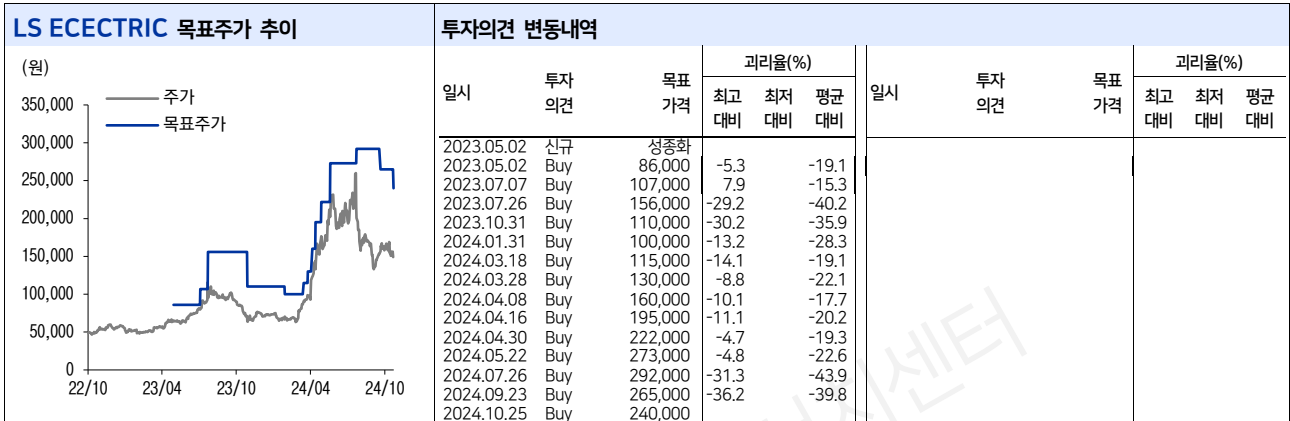 LS ECECTRIC 목표주가 추이
(원)
주가
목표주가
350,000
300,000
250,000
200,000
150,000
100,000
50,000
0
22/10 23/04 23/10 24/04 24/10
투자의견 변동내역
일시 투자의견 목표가격 괴리율(%)
최고대비 최저대비 평균대비
2023.05.02 신규 성종화
2023.05.02 Buy 86,000 -5.3 -19.1
2023.07.07 Buy 107,000 7.9 -15.3
2023.07.26 Buy 156,000 -29.2 -40.2
2023.10.31 Buy 110,000 -30.2 -35.9
2024.01.31 Buy 100,000 -13.2 -28.3
2024.03.18 Buy 115,000 -14.1 -19.1
2024.03.28 Buy 130,000 -8.8 -22.1
2024.04.08 Buy 160,000 -10.1 -17.7
2024.04.16 Buy 195,000 -11.1 -20.2
2024.04.30 Buy 222,000 -4.7 -19.3
2024.05.22 Buy 273,000 -4.8 -22.6
2024.07.26 Buy 292,000 -31.3 -43.9
2024.09.23 Buy 265,000 -36.2 -39.8
2024.10.25 Buy 240,000
일시 투자의견 목표가격 괴리율(%)
최고대비 최저대비 평균대비
센터